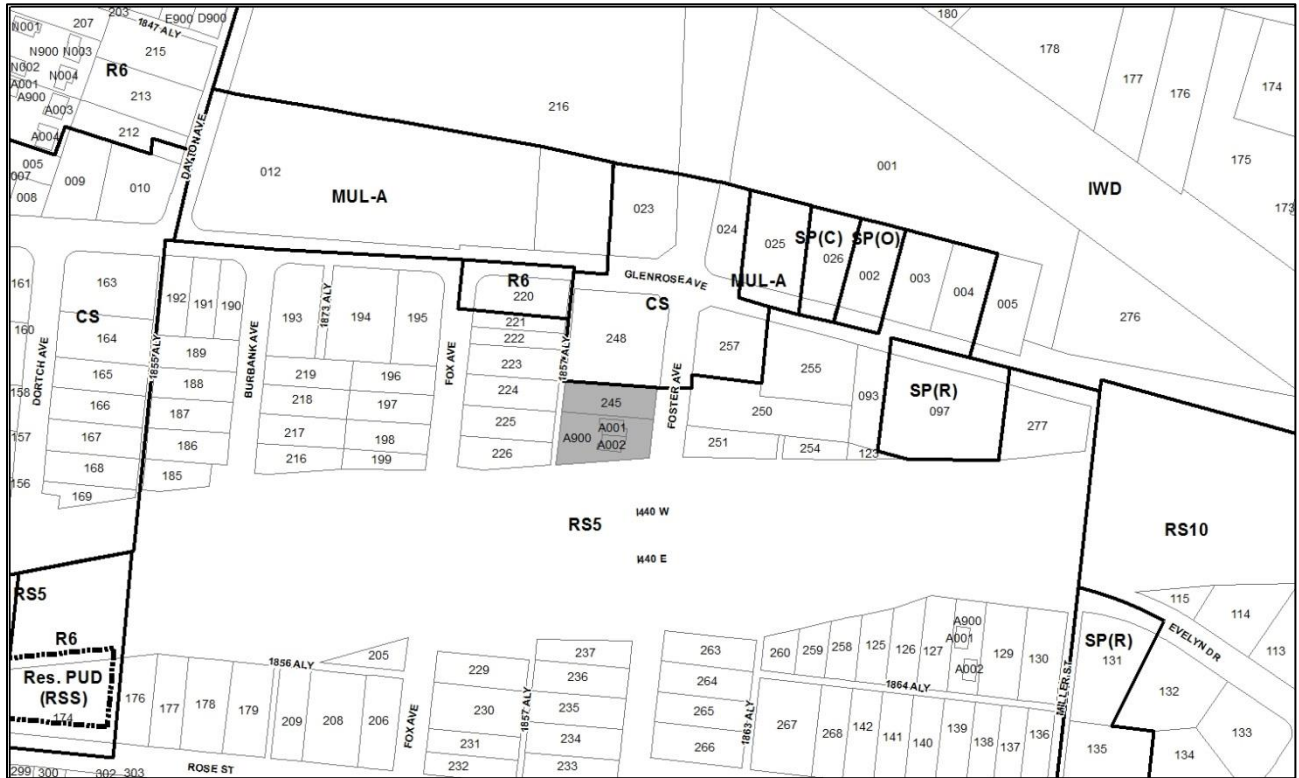 203
E900 D900
180
N001
207
1847 ALY
N900 N003
215
178
177
176
174
N002
N004
R6
A001
A900
213
A003
216
212
A004
DAYTON AVE
005
007
009
010
008
012
MUL-A
023
001
175
IWD
173
024
025
SP(C)
026
SP(O)
002
003
004
005
276
GLENROSE AVE
MUL-A
161
163
CS
192
191
190
193
1873 ALY
194
195
R6
220
CS
248
257
160
164
1855 ALY
BURBANK AVE
FOX AVE
221
222
1857 ALY
FOSTER AVE
255
093
SP(R)
097
DORTCH AVE
165
189
219
196
223
158
166
188
218
197
224
245
250
277
157
167
187
217
198
225
A001
A900
A002
251
254
123
168
186
216
199
226
156
169
185
RS5
I440 W
I440 E
RS10
RS5
R6
Res. PUD
(RSS)
174
176
177
178
179
1856 ALY
205
209
208
206
FOX AVE
229
230
231
232
237
236
235
234
233
1857 ALY
263
264
265
266
1863 ALY
260
259
258
125
126
127
A900
A001
A002
129
130
1864 ALY
267
268
142
141
140
139
138
137
136
MILLER ST
SP(R)
131
115
114
113
EVELYN DR
132
133
134
135
ROSE ST
299
300
302
303